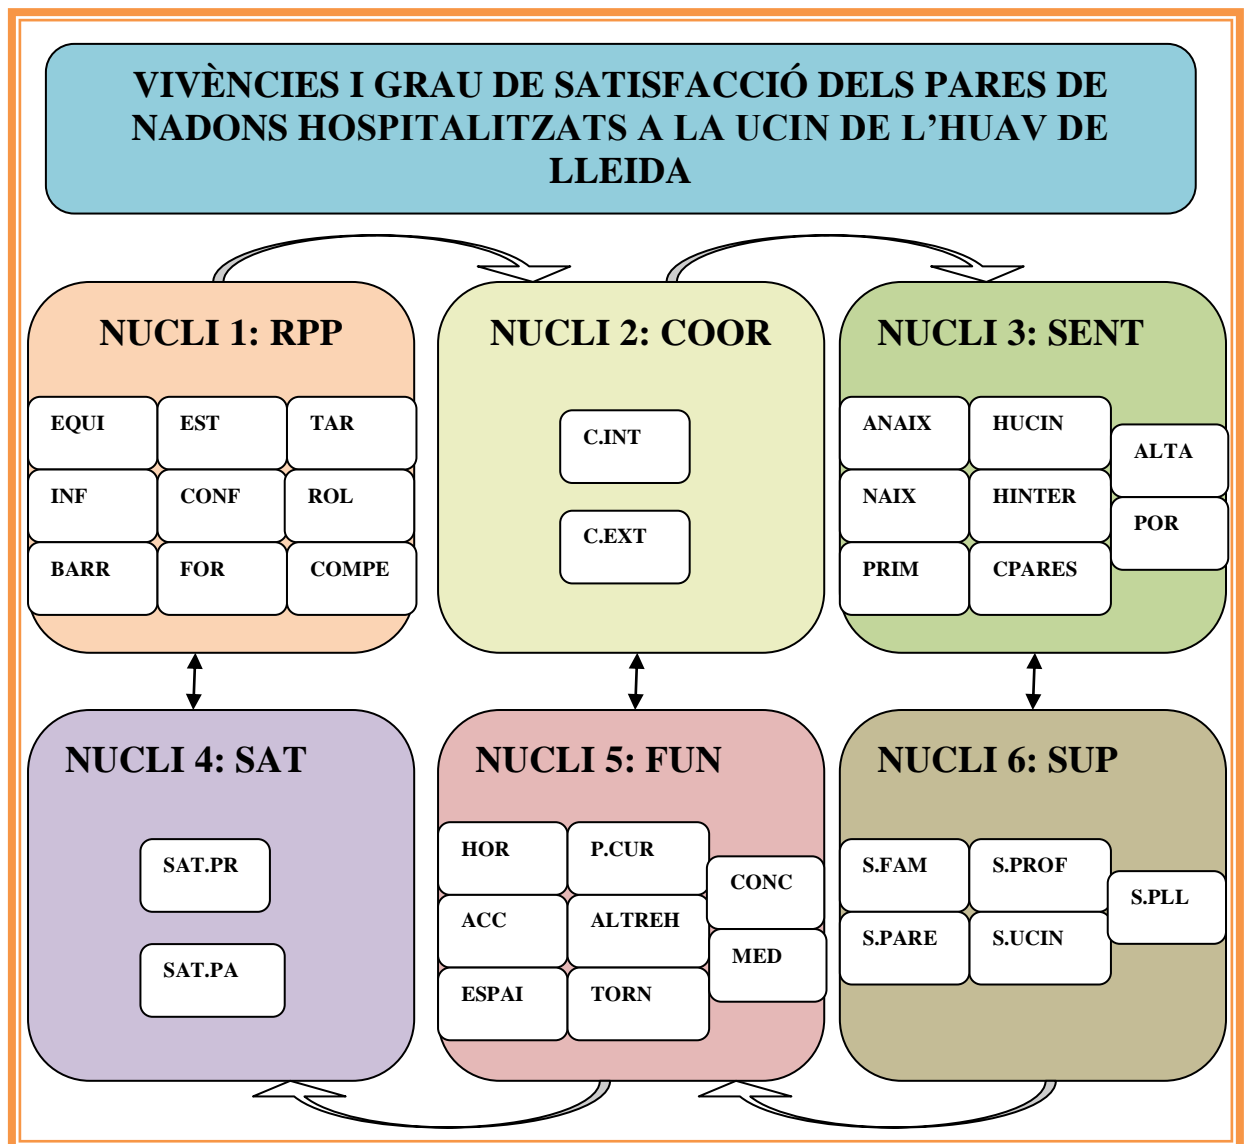 VIVÈNCIES I GRAU DE SATISFACCIÓ DELS PARES DE
NADONS HOSPITALITZATS A LA UCIN DE L’HUAV DE
LLEIDA
NUCLI 1: RPP
EQUI
EST
TAR
INF
CONF
ROL
BARR
FOR
COMPE
NUCLI 2: COOR
C.INT
C.EXT
NUCLI 3: SENT
ANAIX
HUCIN
ALTA
NAIX
HINTER
POR
PRIM
CPARES
NUCLI 4: SAT
SAT.PR
SAT.PA
NUCLI 5: FUN
HOR
P.CUR
CONC
ACC
ALTREH
MED
ESPAI
TORN
NUCLI 6: SUP
S.FAM
S.PROF
S.PLL
S.PARE
S.UCIN